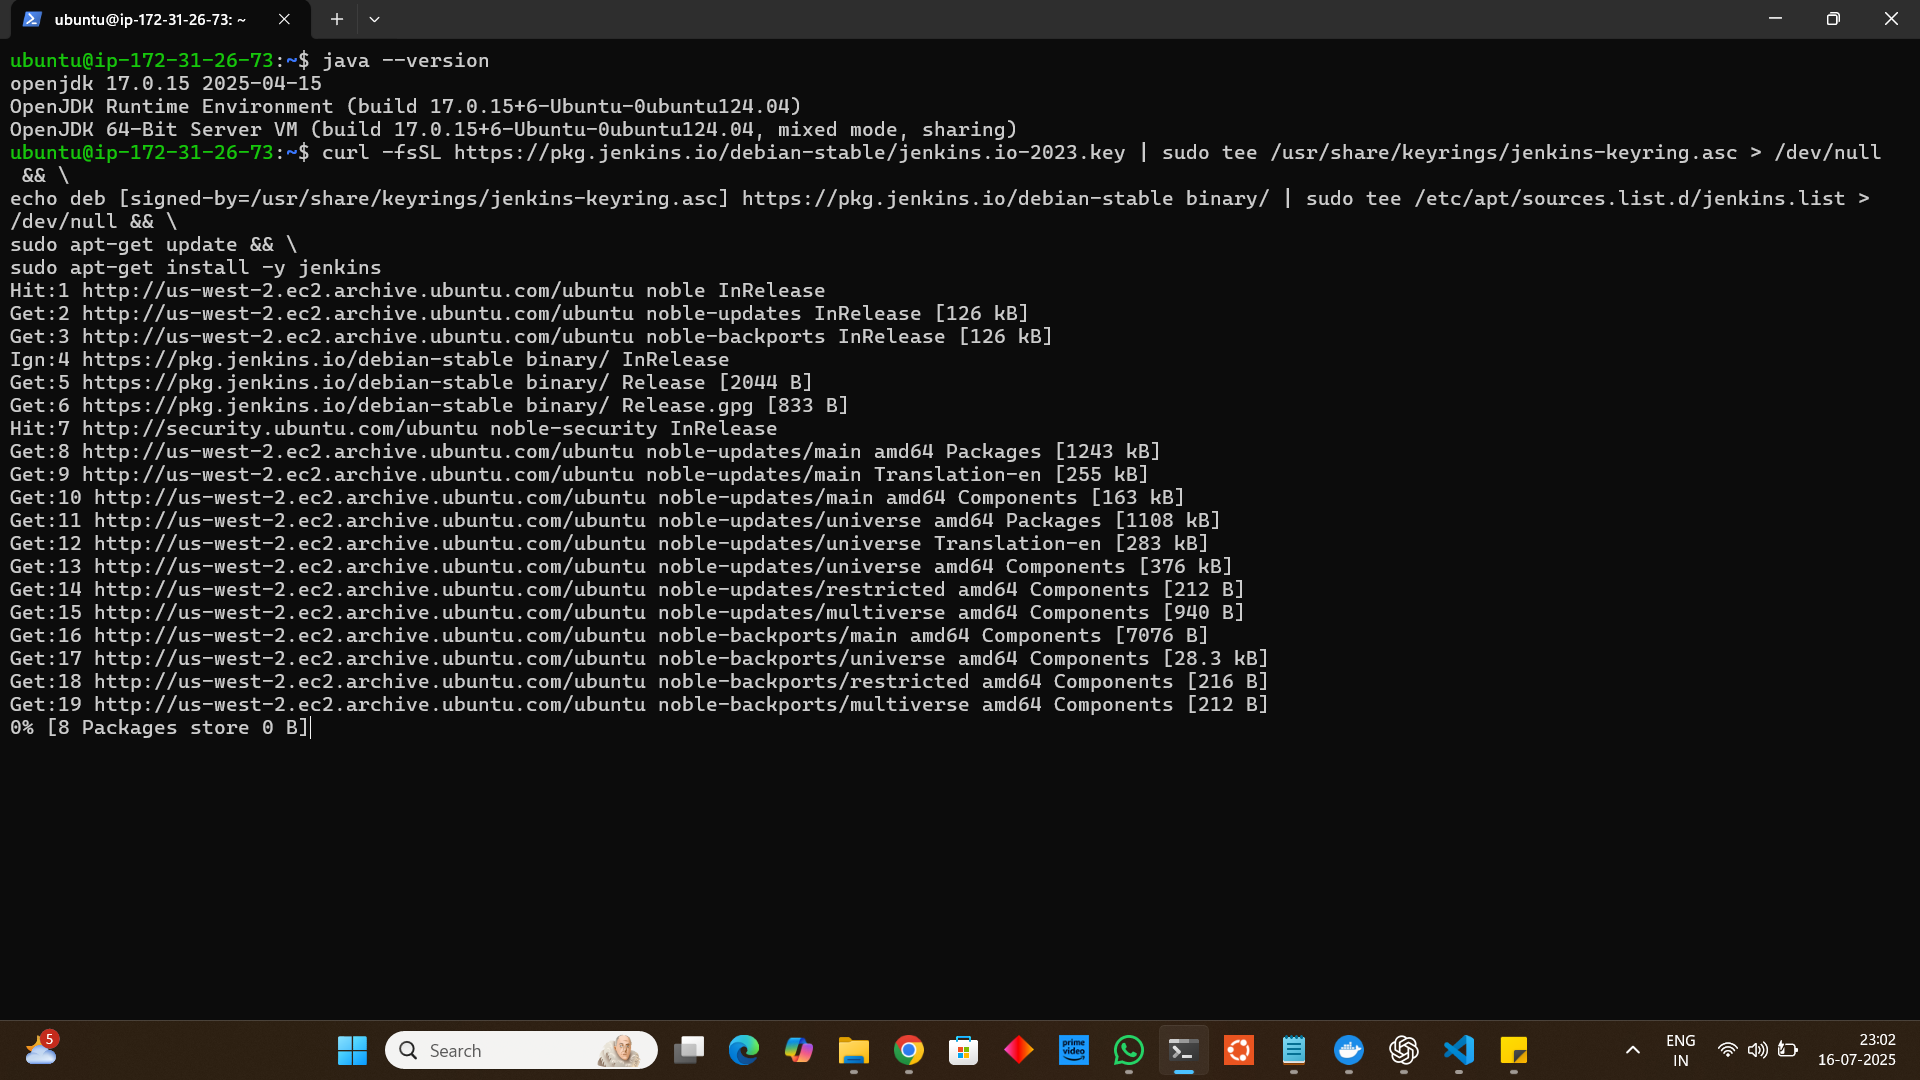 ubuntu@ip-172-31-26-73: ~
ubuntu@ip-172-31-26-73:~$ java --version
openjdk 17.0.15 2025-04-15
OpenJDK Runtime Environment (build 17.0.15+6-Ubuntu-0ubuntu124.04)
OpenJDK 64-Bit Server VM (build 17.0.15+6-Ubuntu-0ubuntu124.04, mixed mode, sharing)
ubuntu@ip-172-31-26-73:~$ curl -fsSL https://pkg.jenkins.io/debian-stable/jenkins.io-2023.key | sudo tee /usr/share/keyrings/jenkins-keyring.asc > /dev/null
 && \
echo deb [signed-by=/usr/share/keyrings/jenkins-keyring.asc] https://pkg.jenkins.io/debian-stable binary/ | sudo tee /etc/apt/sources.list.d/jenkins.list >
/dev/null && \
sudo apt-get update && \
sudo apt-get install -y jenkins
Hit:1 http://us-west-2.ec2.archive.ubuntu.com/ubuntu noble InRelease
Get:2 http://us-west-2.ec2.archive.ubuntu.com/ubuntu noble-updates InRelease [126 kB]
Get:3 http://us-west-2.ec2.archive.ubuntu.com/ubuntu noble-backports InRelease [126 kB]
Ign:4 https://pkg.jenkins.io/debian-stable binary/ InRelease
Get:5 https://pkg.jenkins.io/debian-stable binary/ Release [2044 B]
Get:6 https://pkg.jenkins.io/debian-stable binary/ Release.gpg [833 B]
Hit:7 http://security.ubuntu.com/ubuntu noble-security InRelease
Get:8 http://us-west-2.ec2.archive.ubuntu.com/ubuntu noble-updates/main amd64 Packages [1243 kB]
Get:9 http://us-west-2.ec2.archive.ubuntu.com/ubuntu noble-updates/main Translation-en [255 kB]
Get:10 http://us-west-2.ec2.archive.ubuntu.com/ubuntu noble-updates/main amd64 Components [163 kB]
Get:11 http://us-west-2.ec2.archive.ubuntu.com/ubuntu noble-updates/universe amd64 Packages [1108 kB]
Get:12 http://us-west-2.ec2.archive.ubuntu.com/ubuntu noble-updates/universe Translation-en [283 kB]
Get:13 http://us-west-2.ec2.archive.ubuntu.com/ubuntu noble-updates/universe amd64 Components [376 kB]
Get:14 http://us-west-2.ec2.archive.ubuntu.com/ubuntu noble-updates/restricted amd64 Components [212 B]
Get:15 http://us-west-2.ec2.archive.ubuntu.com/ubuntu noble-updates/multiverse amd64 Components [940 B]
Get:16 http://us-west-2.ec2.archive.ubuntu.com/ubuntu noble-backports/main amd64 Components [7076 B]
Get:17 http://us-west-2.ec2.archive.ubuntu.com/ubuntu noble-backports/universe amd64 Components [28.3 kB]
Get:18 http://us-west-2.ec2.archive.ubuntu.com/ubuntu noble-backports/restricted amd64 Components [216 B]
Get:19 http://us-west-2.ec2.archive.ubuntu.com/ubuntu noble-backports/multiverse amd64 Components [212 B]
0% [8 Packages store 0 B]
5
Search
prime video
ENG
IN
23:02
16-07-2025